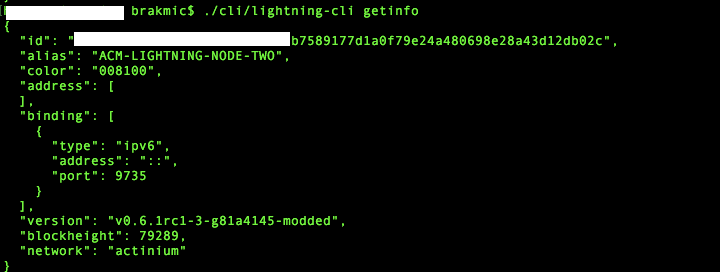 [ brakmic$ ./cli/lightning-cli getinfo
{
  "id": " b7589177d1a0f79e24a480698e28a43d12db02c",
  "alias": "ACM-LIGHTNING-NODE-TWO",
  "color": "008100",
  "address": [
  ],
  "binding": [
    {
      "type": "ipv6",
      "address": "::",
      "port": 9735
    }
  ],
  "version": "v0.6.1rc1-3-g81a4145-modded",
  "blockheight": 79289,
  "network": "actinium"
}